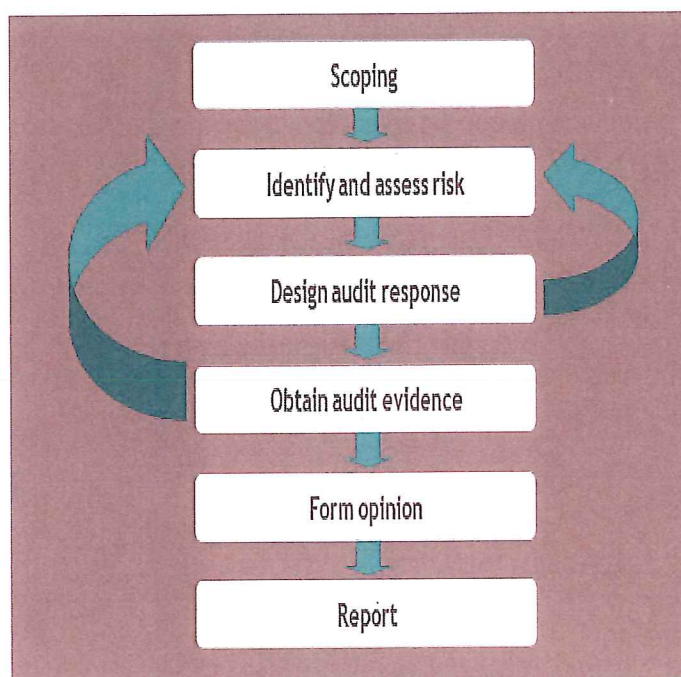 Scoping
Identify and assess risk
Design audit response
Obtain audit evidence
Form opinion
Report